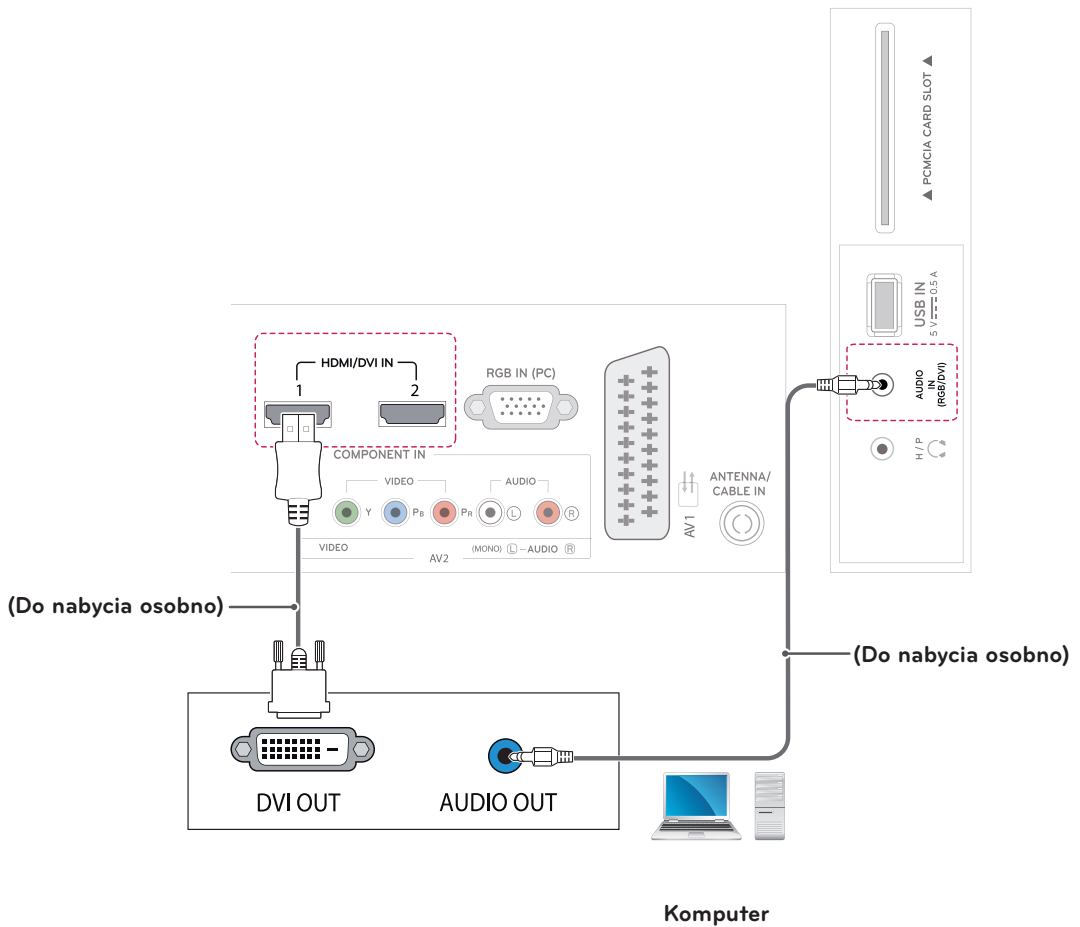 ▲ PCMCIA CARD SLOT ▲
USB IN
5 V 0.5 A
AUDIO
IN
(RGB/DVI)
H / P
HDMI/DVI IN
1 2
RGB IN (PC)
COMPONENT IN
VIDEO AUDIO
Y PB PR L R
VIDEO (MONO) L – AUDIO R
AV2
AV1
ANTENNA/
CABLE IN
(Do nabycia osobno)
(Do nabycia osobno)
DVI OUT AUDIO OUT
Komputer